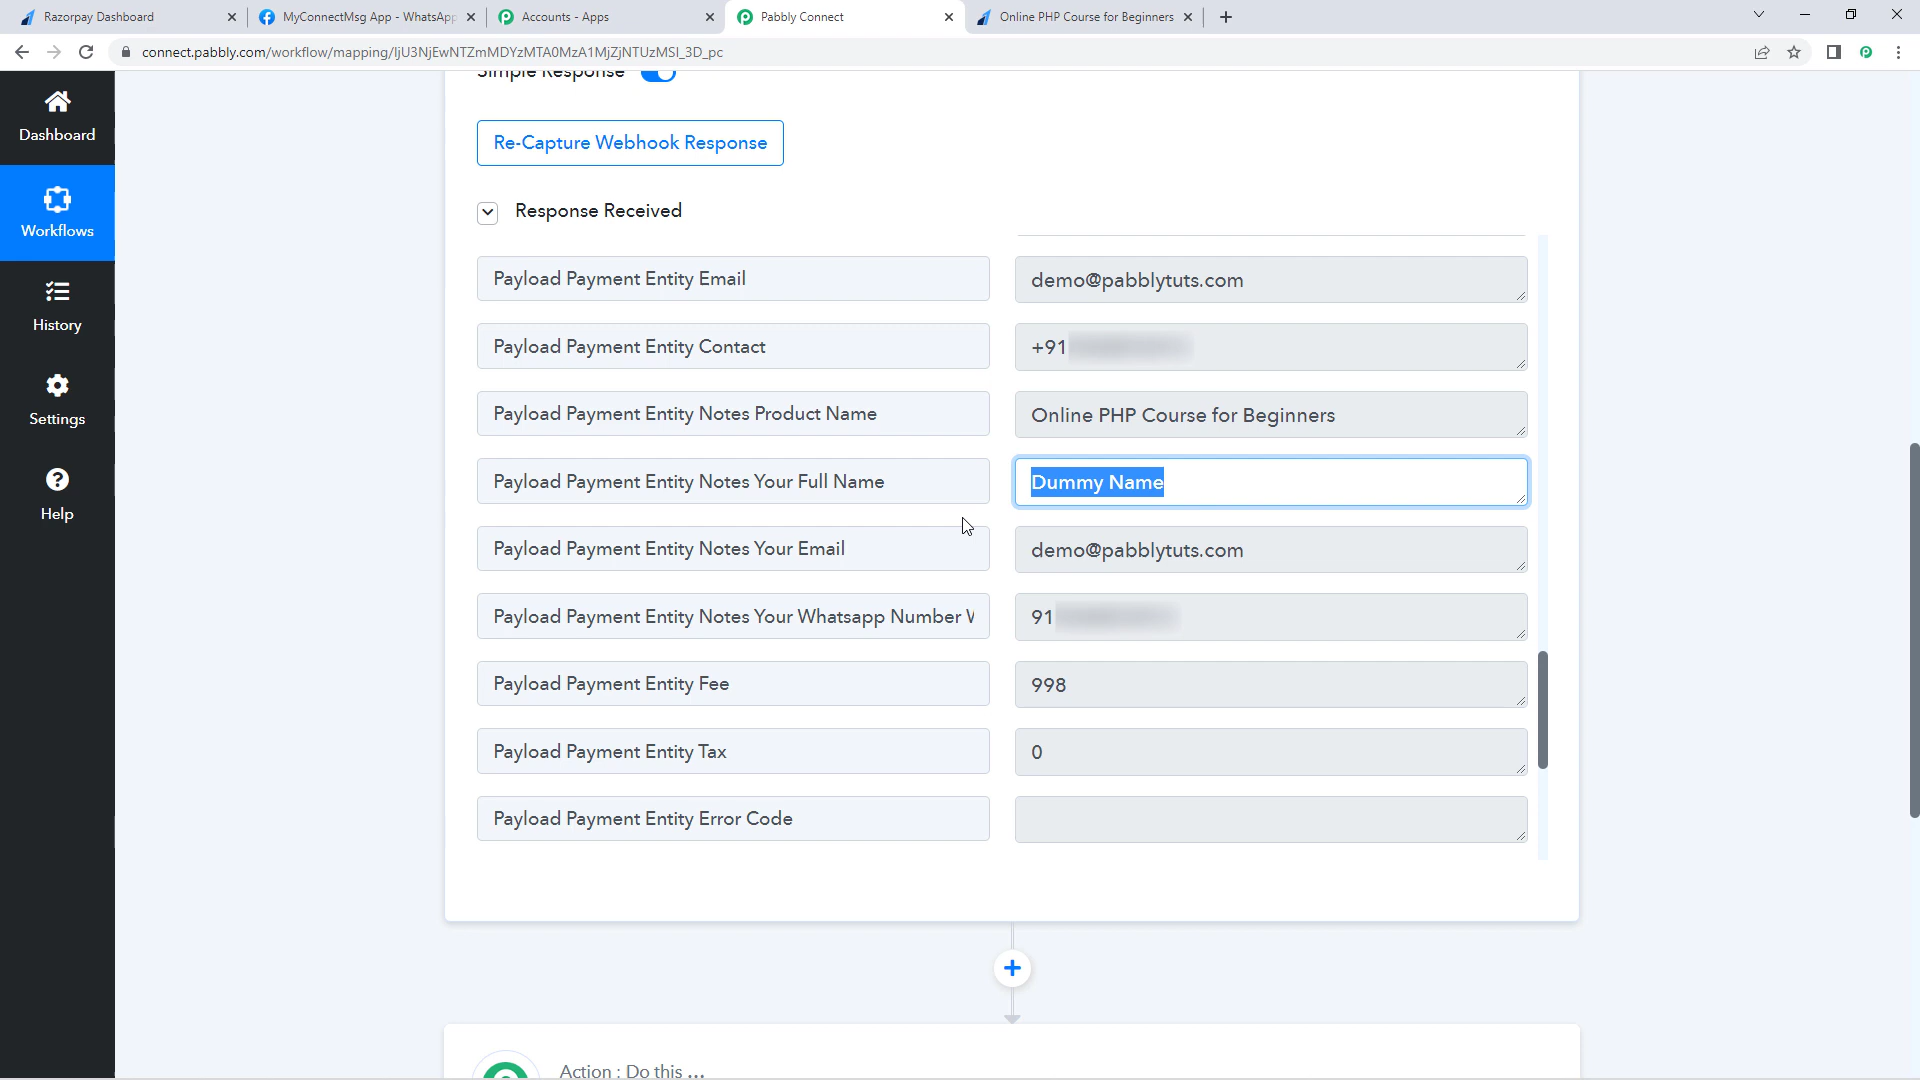 Razorpay Dashboard
MyConnectMsg App - WhatsApp
Accounts - Apps
Pabbly Connect
Online PHP Course for Beginners
connect.pabbly.com/workflow/mapping/IjU3NjEwNTZmMDYzMTA0MzA1MjZjNTUzMSI_3D_pc
Dashboard
Workflows
History
Settings
Help
Simple Response
Re-Capture Webhook Response
Response Received
Payload Payment Entity Email demo@pabblytuts.com
Payload Payment Entity Contact +91
Payload Payment Entity Notes Product Name Online PHP Course for Beginners
Payload Payment Entity Notes Your Full Name Dummy Name
Payload Payment Entity Notes Your Email demo@pabblytuts.com
Payload Payment Entity Notes Your Whatsapp Number 91
Payload Payment Entity Fee 998
Payload Payment Entity Tax 0
Payload Payment Entity Error Code
Action : Do this ...